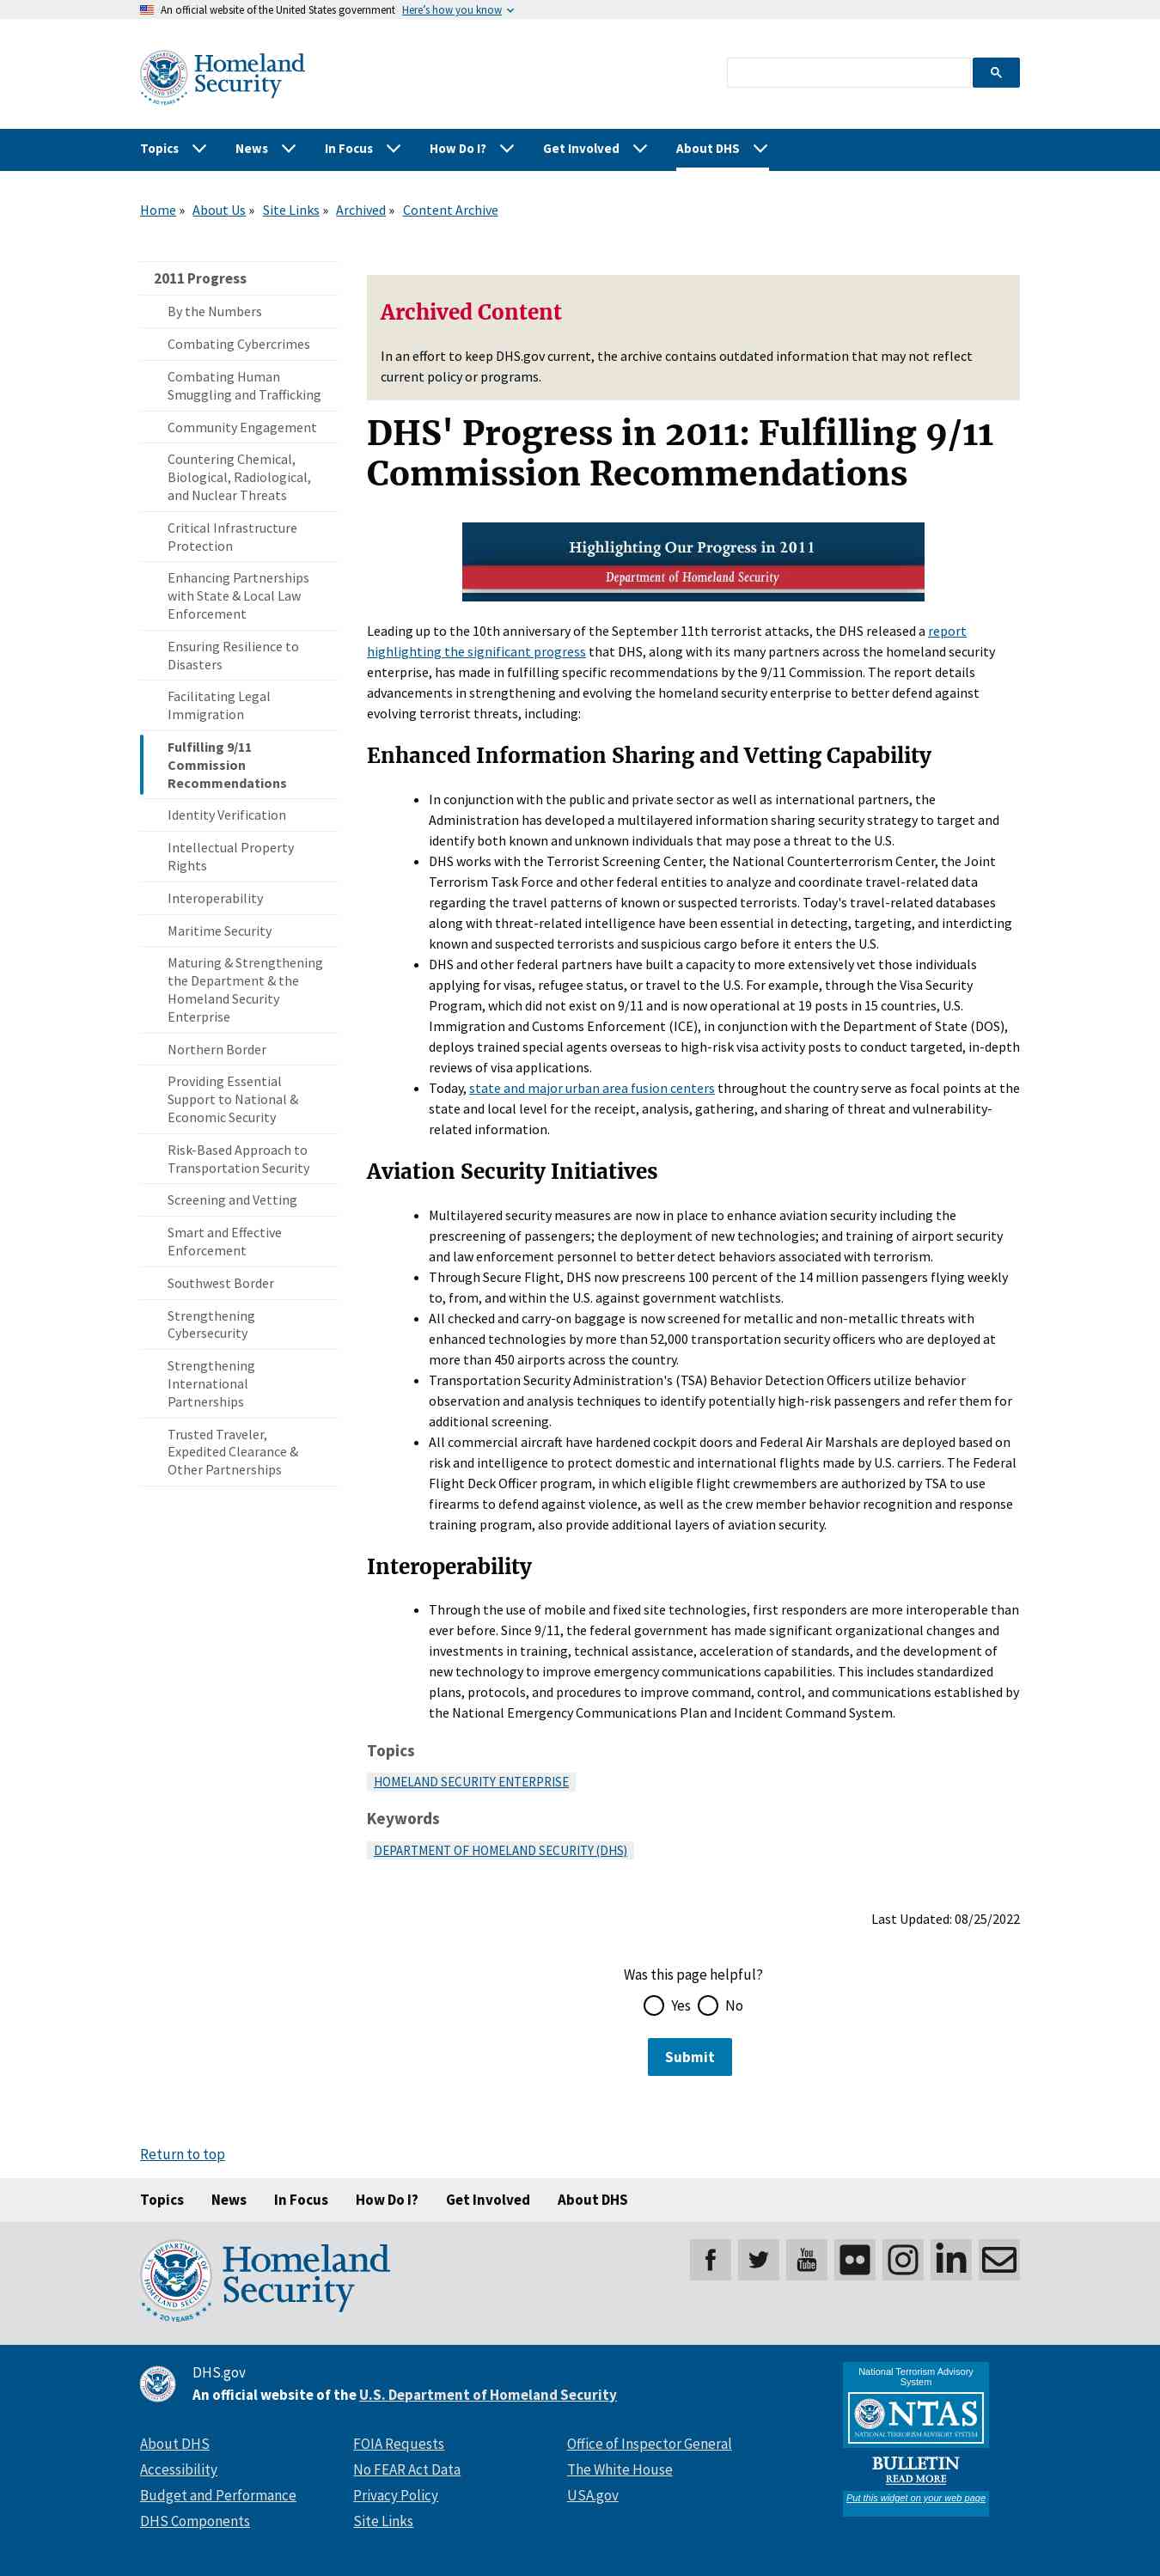 An official website of the United States government Here's how you know
Homeland
Security
Topics News In Focus How Do I? Get Involved About DHS
Home » About Us » Site Links » Archived » Content Archive
2011 Progress
By the Numbers
Combating Cybercrimes
Combating Human
Smuggling and Trafficking
Community Engagement
Countering Chemical,
Biological, Radiological,
and Nuclear Threats
Critical Infrastructure
Protection
Enhancing Partnerships
with State & Local Law
Enforcement
Ensuring Resilience to
Disasters
Facilitating Legal
Immigration
Fulfilling 9/11
Commission
Recommendations
Identity Verification
Intellectual Property
Rights
Interoperability
Maritime Security
Maturing & Strengthening
the Department & the
Homeland Security
Enterprise
Northern Border
Providing Essential
Support to National &
Economic Security
Risk-Based Approach to
Transportation Security
Screening and Vetting
Smart and Effective
Enforcement
Southwest Border
Strengthening
Cybersecurity
Strengthening
International
Partnerships
Trusted Traveler,
Expedited Clearance &
Other Partnerships
Archived Content
In an effort to keep DHS.gov current, the archive contains outdated information that may not reflect
current policy or programs.
DHS' Progress in 2011: Fulfilling 9/11
Commission Recommendations
Highlighting Our Progress in 2011
Department of Homeland Security
Leading up to the 10th anniversary of the September 11th terrorist attacks, the DHS released a report
highlighting the significant progress that DHS, along with its many partners across the homeland security
enterprise, has made in fulfilling specific recommendations by the 9/11 Commission. The report details
advancements in strengthening and evolving the homeland security enterprise to better defend against
evolving terrorist threats, including:
Enhanced Information Sharing and Vetting Capability
• In conjunction with the public and private sector as well as international partners, the
Administration has developed a multilayered information sharing security strategy to target and
identify both known and unknown individuals that may pose a threat to the U.S.
• DHS works with the Terrorist Screening Center, the National Counterterrorism Center, the Joint
Terrorism Task Force and other federal entities to analyze and coordinate travel-related data
regarding the travel patterns of known or suspected terrorists. Today's travel-related databases
along with threat-related intelligence have been essential in detecting, targeting, and interdicting
known and suspected terrorists and suspicious cargo before it enters the U.S.
• DHS and other federal partners have built a capacity to more extensively vet those individuals
applying for visas, refugee status, or travel to the U.S. For example, through the Visa Security
Program, which did not exist on 9/11 and is now operational at 19 posts in 15 countries, U.S.
Immigration and Customs Enforcement (ICE), in conjunction with the Department of State (DOS),
deploys trained special agents overseas to high-risk visa activity posts to conduct targeted, in-depth
reviews of visa applications.
• Today, state and major urban area fusion centers throughout the country serve as focal points at the
state and local level for the receipt, analysis, gathering, and sharing of threat and vulnerability-
related information.
Aviation Security Initiatives
• Multilayered security measures are now in place to enhance aviation security including the
prescreening of passengers; the deployment of new technologies; and training of airport security
and law enforcement personnel to better detect behaviors associated with terrorism.
• Through Secure Flight, DHS now prescreens 100 percent of the 14 million passengers flying weekly
to, from, and within the U.S. against government watchlists.
• All checked and carry-on baggage is now screened for metallic and non-metallic threats with
enhanced technologies by more than 52,000 transportation security officers who are deployed at
more than 450 airports across the country.
• Transportation Security Administration's (TSA) Behavior Detection Officers utilize behavior
observation and analysis techniques to identify potentially high-risk passengers and refer them for
additional screening.
• All commercial aircraft have hardened cockpit doors and Federal Air Marshals are deployed based on
risk and intelligence to protect domestic and international flights made by U.S. carriers. The Federal
Flight Deck Officer program, in which eligible flight crewmembers are authorized by TSA to use
firearms to defend against violence, as well as the crew member behavior recognition and response
training program, also provide additional layers of aviation security.
Interoperability
• Through the use of mobile and fixed site technologies, first responders are more interoperable than
ever before. Since 9/11, the federal government has made significant organizational changes and
investments in training, technical assistance, acceleration of standards, and the development of
new technology to improve emergency communications capabilities. This includes standardized
plans, protocols, and procedures to improve command, control, and communications established by
the National Emergency Communications Plan and Incident Command System.
Topics
HOMELAND SECURITY ENTERPRISE
Keywords
DEPARTMENT OF HOMELAND SECURITY (DHS)
Last Updated: 08/25/2022
Was this page helpful?
Yes No
Submit
Return to top
Topics News In Focus How Do I? Get Involved About DHS
U.S. DEPARTMENT OF
HOMELAND SECURITY
20 YEARS
Homeland
Security
You
Tube
in
DHS.gov
An official website of the U.S. Department of Homeland Security
About DHS
Accessibility
Budget and Performance
DHS Components
FOIA Requests
No FEAR Act Data
Privacy Policy
Site Links
Office of Inspector General
The White House
USA.gov
National Terrorism Advisory
System
NTAS
NATIONAL TERRORISM ADVISORY SYSTEM
BULLETIN
READ MORE
Put this widget on your web page